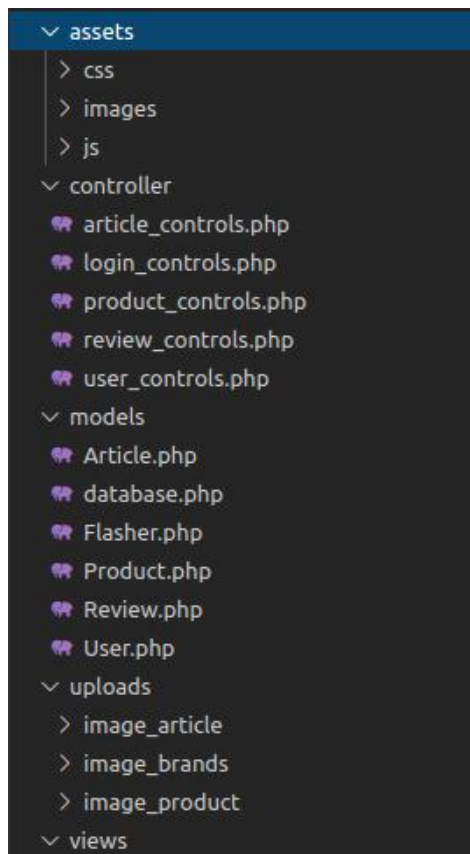 assets
css
images
js
controller
article_controls.php
login_controls.php
product_controls.php
review_controls.php
user_controls.php
models
Article.php
database.php
Flasher.php
Product.php
Review.php
User.php
uploads
image_article
image_brands
image_product
views